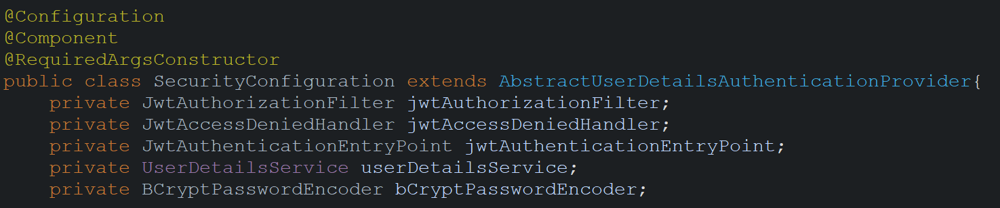 @Configuration
@Component
@RequiredArgsConstructor
public class SecurityConfiguration extends AbstractUserDetailsAuthenticationProvider{
    private JwtAuthorizationFilter jwtAuthorizationFilter;
    private JwtAccessDeniedHandler jwtAccessDeniedHandler;
    private JwtAuthenticationEntryPoint jwtAuthenticationEntryPoint;
    private UserDetailsService userDetailsService;
    private BCryptPasswordEncoder bCryptPasswordEncoder;